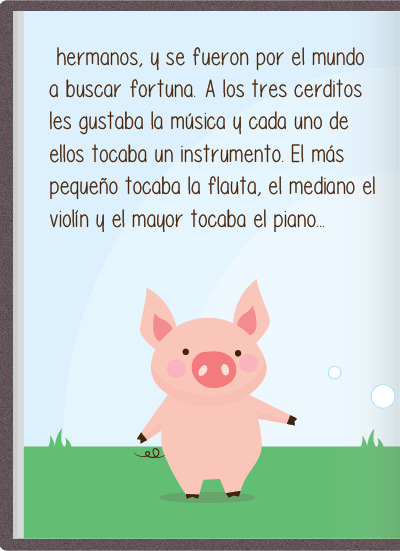 hermanos, y se fueron por el mundo
a buscar fortuna. A los tres cerditos
les gustaba la música y cada uno de
ellos tocaba un instrumento. El más
pequeño tocaba la flauta, el mediano el
violín y el mayor tocaba el piano...